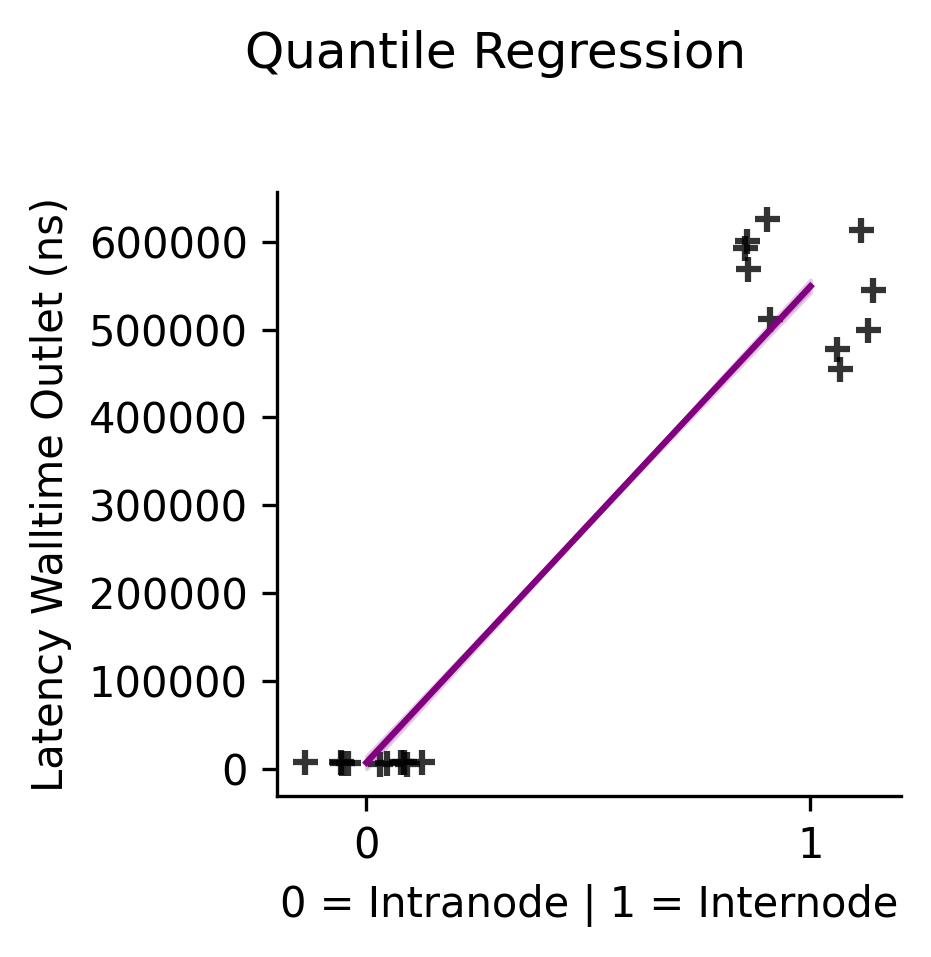 Quantile Regression
Latency Walltime Outlet (ns)
600000
500000
400000
300000
200000
100000
0
0 1
0 = Intranode | 1 = Internode